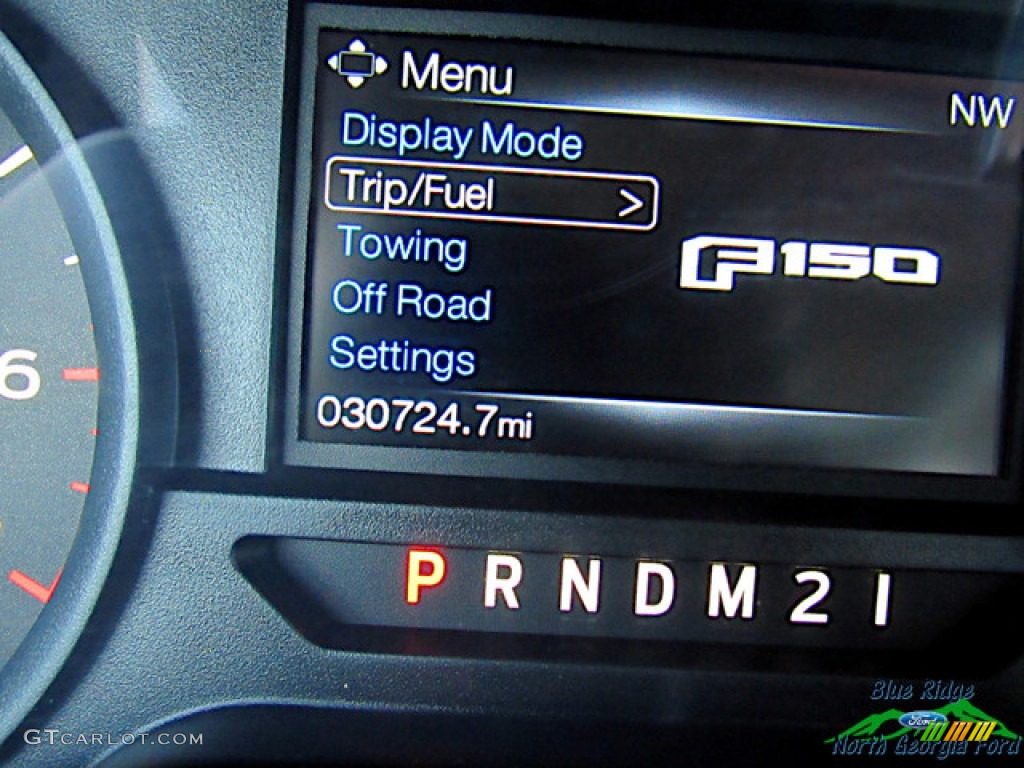 Menu
NW
Display Mode
Trip/Fuel >
Towing
F150
Off Road
Settings
030724.7mi
6
P R N D M 2 1
Blue Ridge
Ford
North Georgia Ford
GTCARLOT.COM